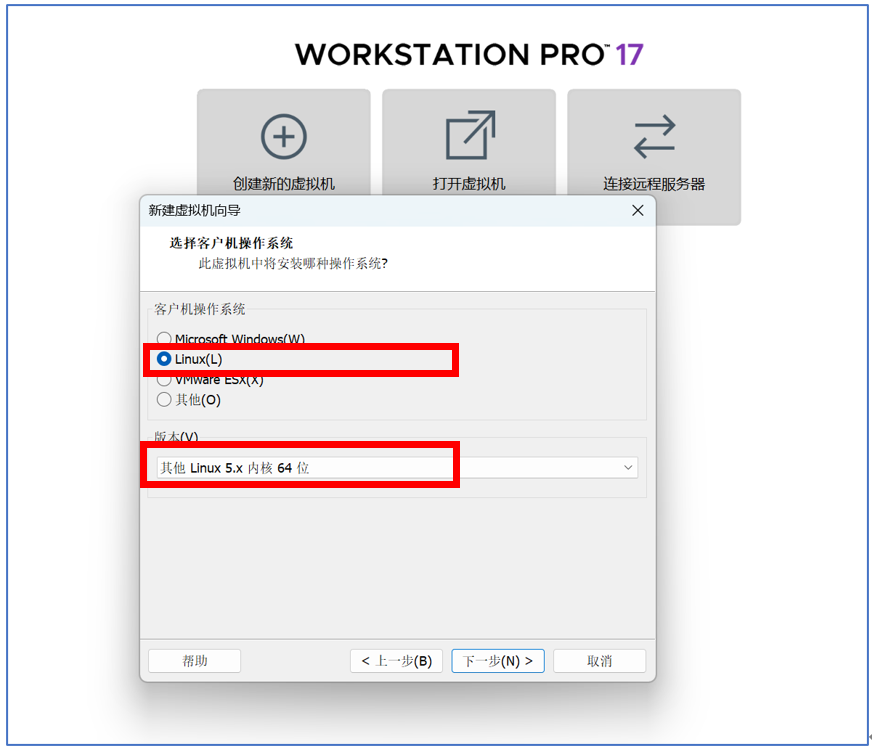 WORKSTATION PRO™ 17
创建新的虚拟机
打开虚拟机
连接远程服务器
新建虚拟机向导
选择客户机操作系统
此虚拟机中将安装哪种操作系统?
客户机操作系统
Microsoft Windows(W)
Linux(L)
VMware ESX(X)
其他(O)
版本(V)
其他 Linux 5.x 内核 64 位
帮助
< 上一步(B)
下一步(N) >
取消